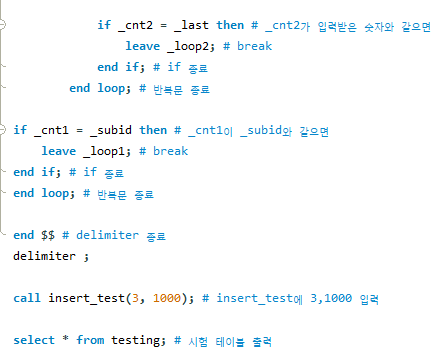 if _cnt2 = _last then # _cnt2가 입력받은 숫자와 같으면
leave _loop2; # break
end if; # if 종료
end loop; # 반복문 종료
if _cnt1 = _subid then # _cnt1이 _subid와 같으면
leave _loop1; # break
end if; # if 종료
end loop; # 반복문 종료
end $$ # delimiter 종료
delimiter ;
call insert_test(3, 1000); # insert_test에 3,1000 입력
select * from testing; # 시험 테이블 출력